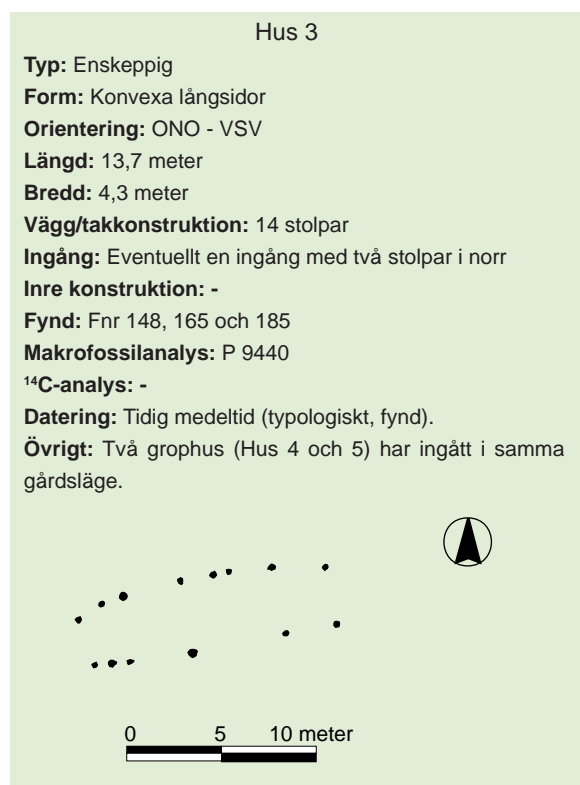 Hus 3
Typ: Enskeppig
Form: Konvexa långsidor
Orientering: ONO - VSV
Längd: 13,7 meter
Bredd: 4,3 meter
Vägg/takkonstruktion: 14 stolpar
Ingång: Eventuellt en ingång med två stolpar i norr
Inre konstruktion: -
Fynd: Fnr 148, 165 och 185
Makrofossilanalys: P 9440
¹⁴C-analys: -
Datering: Tidig medeltid (typologiskt, fynd).
Övrigt: Två grophus (Hus 4 och 5) har ingått i samma
gårdsläge.
0 5 10 meter